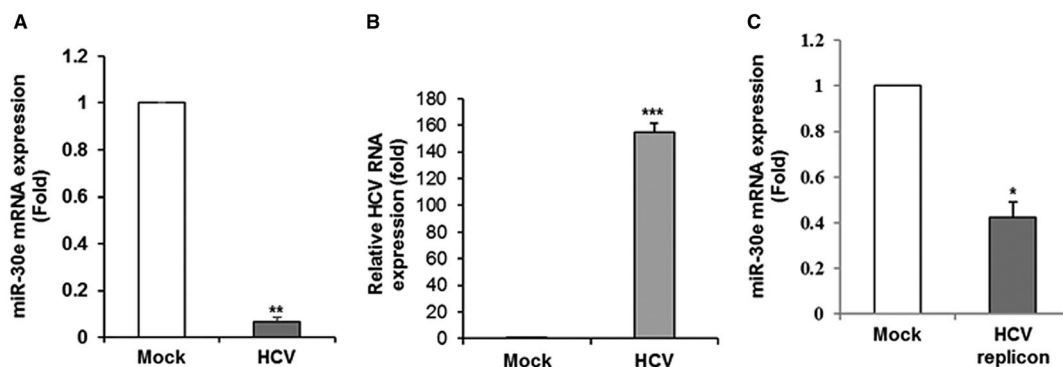 A
miR-30e mRNA expression
(Fold)
1.2
1
0.8
0.6
0.4
0.2
0
**
Mock
HCV
B
Relative HCV RNA
expression (fold)
180
160
140
120
100
80
60
40
20
0
***
Mock
HCV
C
miR-30e mRNA expression
(Fold)
1.2
1
0.8
0.6
0.4
0.2
0
*
Mock
HCV
replicon